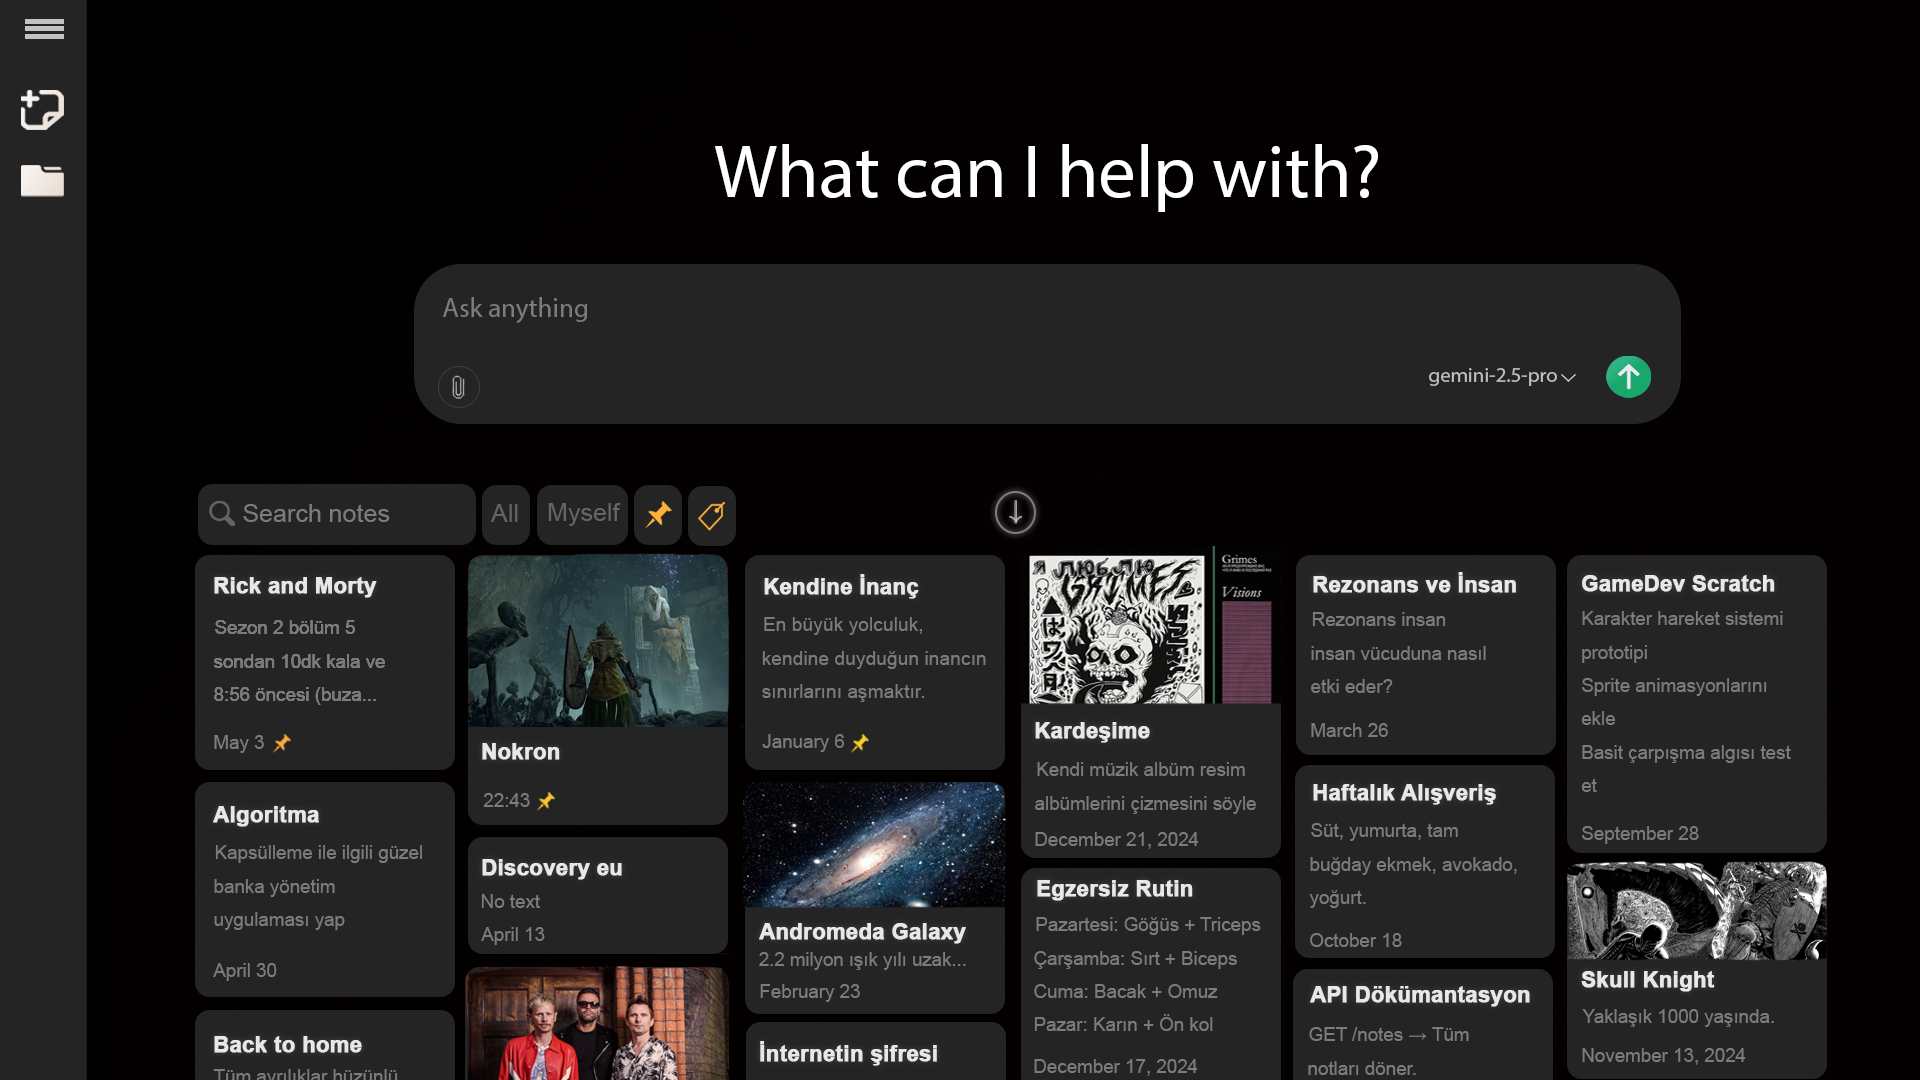 What can I help with?
Ask anything
gemini-2.5-pro
Search notes
All
Myself
Rick and Morty
Sezon 2 bölüm 5
sondan 10dk kala ve
8:56 öncesi (buza...
May 3
Algoritma
Kapsülleme ile ilgili güzel
banka yönetim
uygulaması yap
April 30
Back to home
Tüm ayrılıklar hüzünlü
Nokron
22:43
Discovery eu
No text
April 13
Kendine İnanç
En büyük yolculuk,
kendine duyduğun inancın
sınırlarını aşmaktır.
January 6
Andromeda Galaxy
2.2 milyon ışık yılı uzak...
February 23
İnternetin şifresi
Я ЛЮБЛЮ
GRIMES
Grimes
Visions
Kardeşime
Kendi müzik albüm resim
albümlerini çizmesini söyle
December 21, 2024
Egzersiz Rutin
Pazartesi: Göğüs + Triceps
Çarşamba: Sırt + Biceps
Cuma: Bacak + Omuz
Pazar: Karın + Ön kol
December 17, 2024
Rezonans ve İnsan
Rezonans insan
insan vücuduna nasıl
etki eder?
March 26
Haftalık Alışveriş
Süt, yumurta, tam
buğday ekmek, avokado,
yoğurt.
October 18
API Dökümantasyon
GET /notes → Tüm
notları döner.
GameDev Scratch
Karakter hareket sistemi
prototipi
Sprite animasyonlarını
ekle
Basit çarpışma algısı test
et
September 28
Skull Knight
Yaklaşık 1000 yaşında.
November 13, 2024